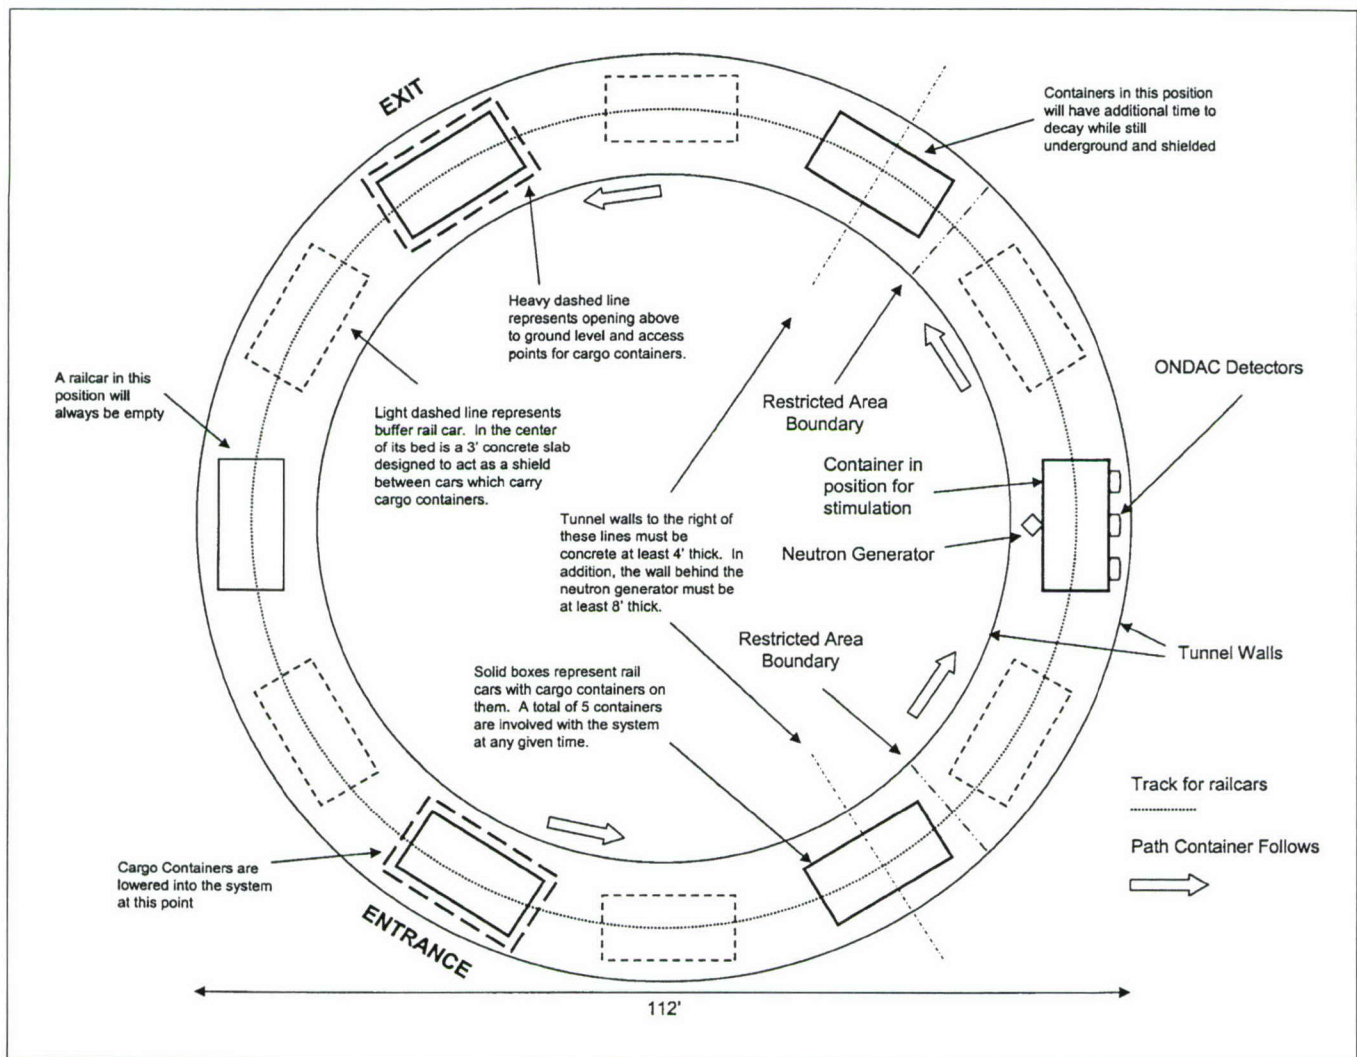 EXIT
Containers in this position
will have additional time to
decay while still
underground and shielded
Heavy dashed line
represents opening above
to ground level and access
points for cargo containers.
A railcar in this
position will
always be empty
Light dashed line represents
buffer rail car. In the center
of its bed is a 3' concrete slab
designed to act as a shield
between cars which carry
cargo containers.
Restricted Area
Boundary
ONDAC Detectors
Container in
position for
stimulation
Neutron Generator
Tunnel walls to the right of
these lines must be
concrete at least 4' thick. In
addition, the wall behind the
neutron generator must be
at least 8' thick.
Restricted Area
Boundary
Tunnel Walls
Solid boxes represent rail
cars with cargo containers on
them. A total of 5 containers
are involved with the system
at any given time.
Track for railcars
Path Container Follows
Cargo Containers are
lowered into the system
at this point
ENTRANCE
112'